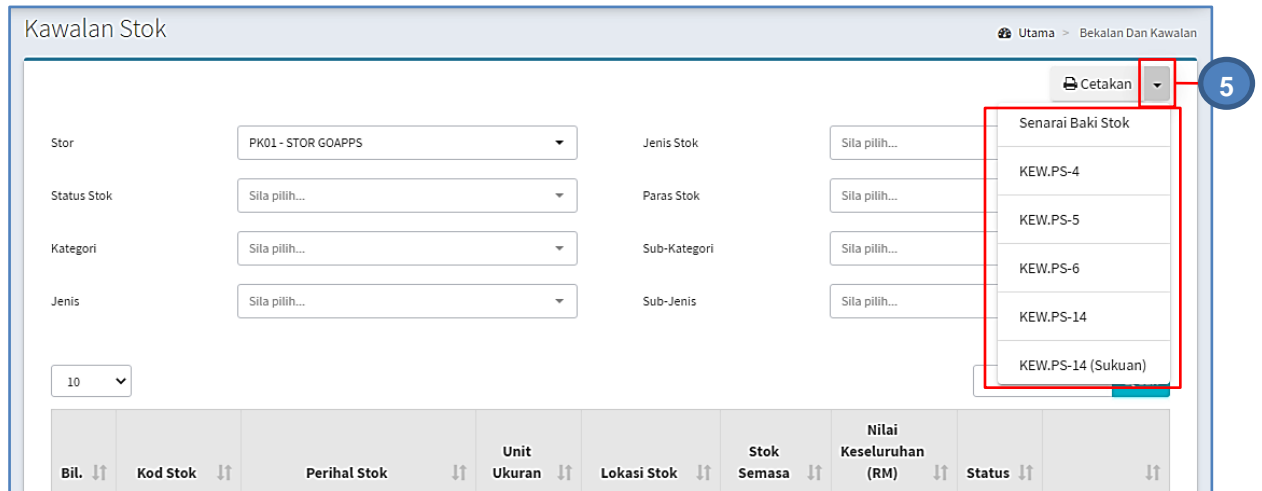 Kawalan Stok
Utama > Bekalan Dan Kawalan
Cetakan
5
Senarai Baki Stok
KEW.PS-4
KEW.PS-5
KEW.PS-6
KEW.PS-14
KEW.PS-14 (Sukuan)
Stor PK01 - STOR GOAPPS Jenis Stok Sila pilih...
Status Stok Sila pilih... Paras Stok Sila pilih...
Kategori Sila pilih... Sub-Kategori Sila pilih...
Jenis Sila pilih... Sub-Jenis Sila pilih...
10
Bil.
Kod Stok
Perihal Stok
Unit
Ukuran
Lokasi Stok
Stok
Semasa
Nilai
Keseluruhan
(RM)
Status